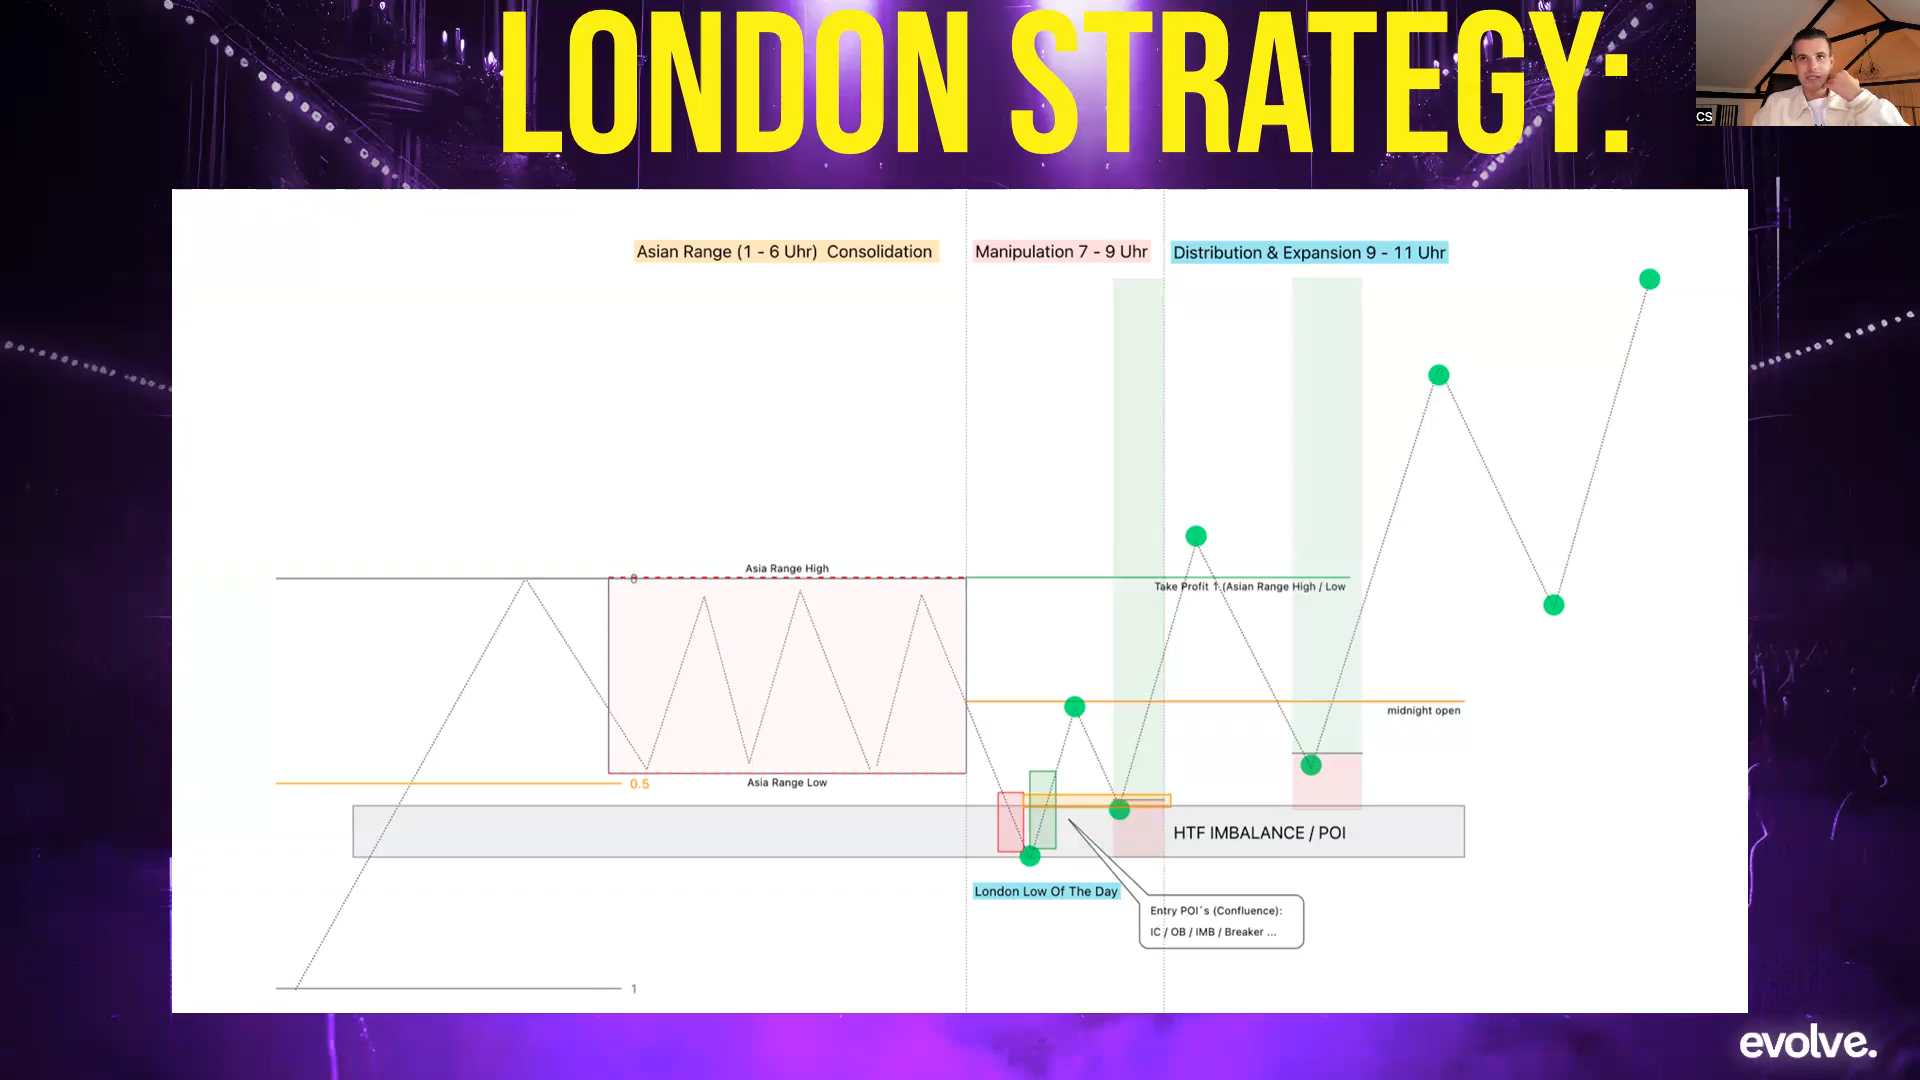 LONDON STRATEGY:
CS
Asian Range (1 - 6 Uhr)  Consolidation
Manipulation 7 - 9 Uhr
Distribution & Expansion 9 - 11 Uhr
Asia Range High
0
Take Profit 1 (Asian Range High / Low
midnight open
0.5
Asia Range Low
HTF IMBALANCE / POI
London Low Of The Day
Entry POI´s (Confluence):
IC / OB / IMB / Breaker ...
1
evolve.